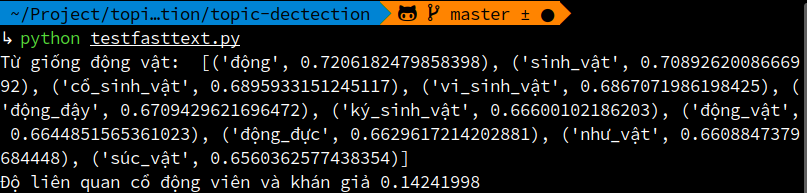 ~/Project/topi…tion/topic-dectection  master ± ●
↳ python testfasttext.py
Từ giống động vật:  [('động', 0.7206182479858398), ('sinh_vật', 0.70892620086669
92), ('cổ_sinh_vật', 0.6895933151245117), ('vi_sinh_vật', 0.6867071986198425), (
'động_đậy', 0.6709429621696472), ('ký_sinh_vật', 0.66600102186203), ('động_vật',
 0.6644851565361023), ('động_đực', 0.6629617214202881), ('như_vật', 0.6608847379
684448), ('súc_vật', 0.6560362577438354)]
Độ liên quan cổ động viên và khán giả 0.14241998